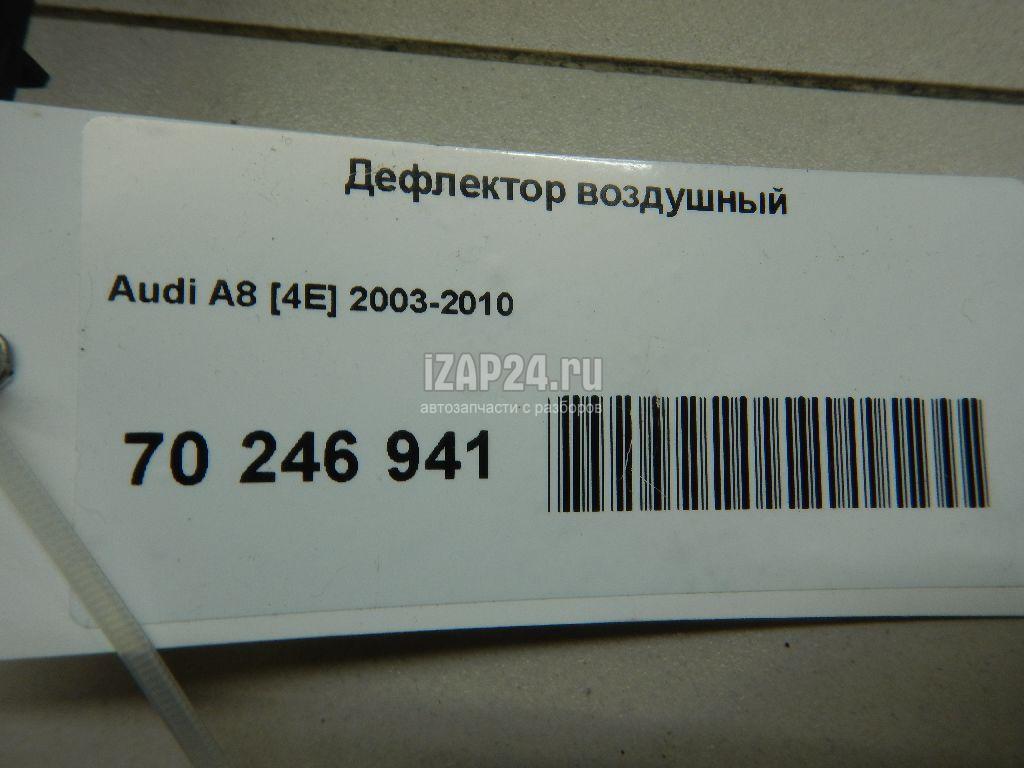 Дефлектор воздушный
Audi A8 [4E] 2003-2010
iZAP24.ru
автозапчасти с разборов
70 246 941